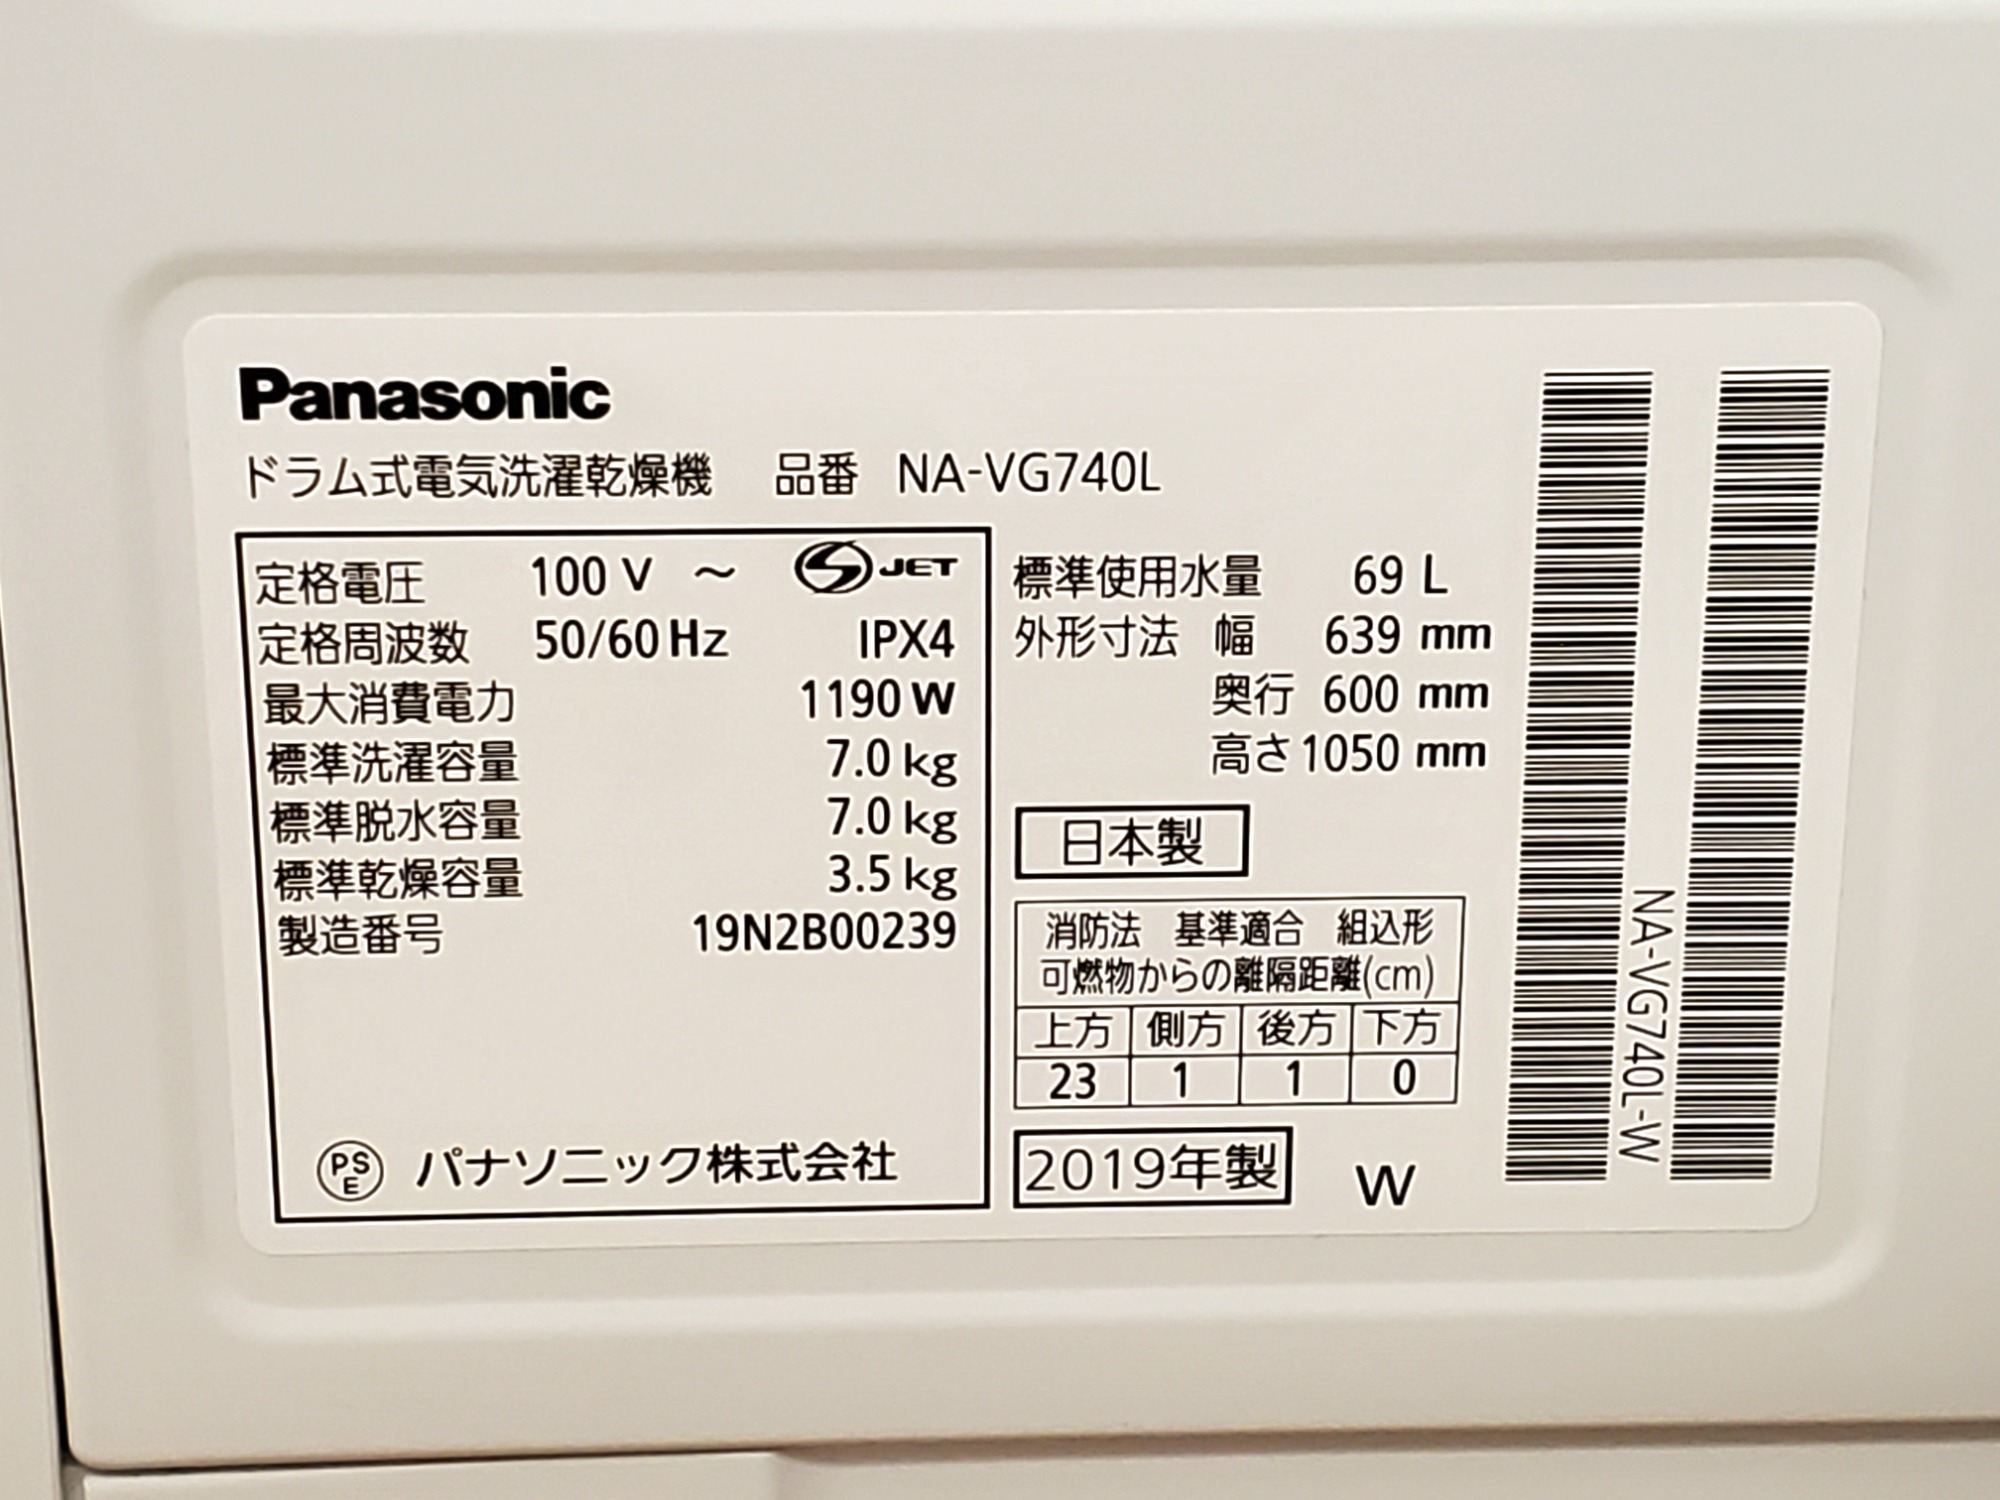 Panasonic
ドラム式電気洗濯乾燥機 品番 NA-VG740L
定格電圧 100 V ～ S JET
定格周波数 50/60 Hz IPX4
最大消費電力 1190 W
標準洗濯容量 7.0 kg
標準脱水容量 7.0 kg
標準乾燥容量 3.5 kg
製造番号 19N2B00239
PS
E
パナソニック株式会社
標準使用水量 69 L
外形寸法 幅 639 mm
奥行 600 mm
高さ 1050 mm
日本製
消防法 基準適合 組込形
可燃物からの離隔距離(cm)
上方 側方 後方 下方
23 1 1 0
2019年製 W
NA-VG740L-W